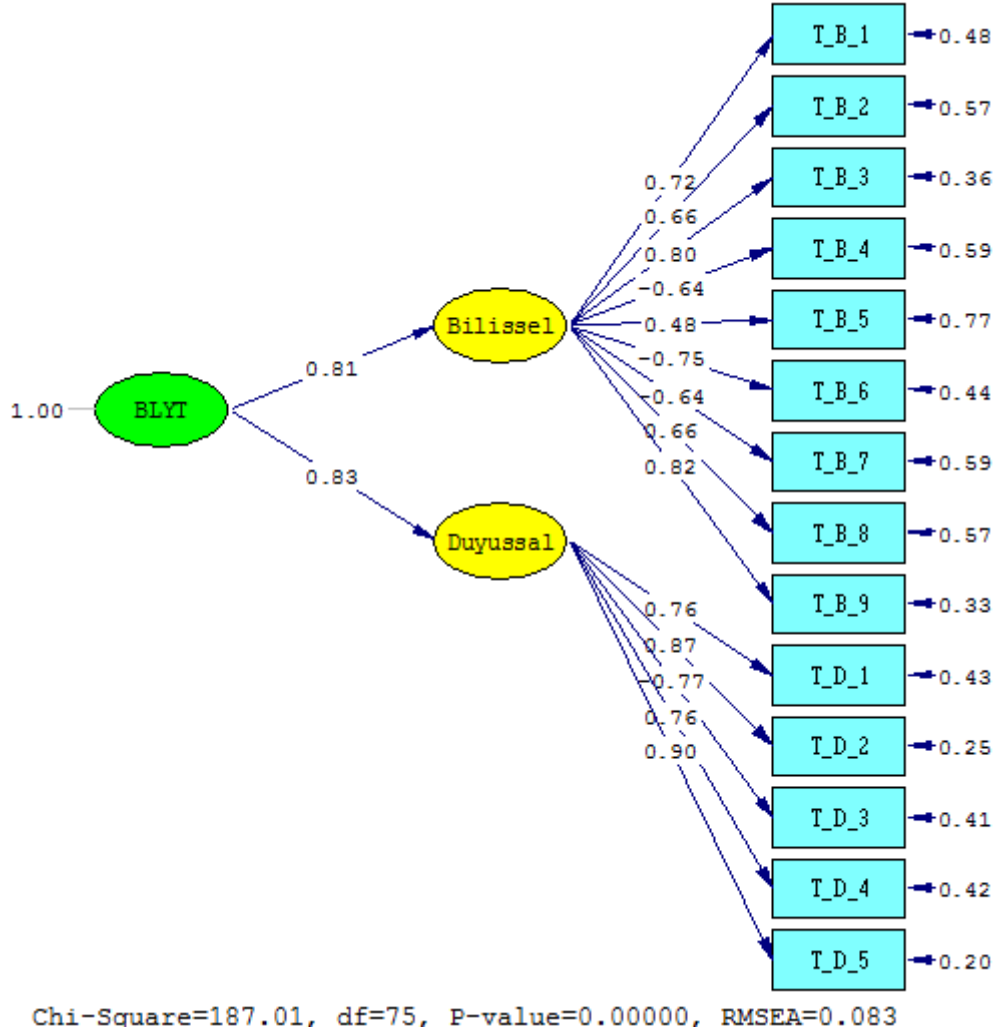 T_B_1
0.48
T_B_2
0.57
T_B_3
0.36
0.72
0.66
T_B_4
0.59
0.80
-0.64
Bilissel
0.48
T_B_5
0.77
0.81
-0.75
T_B_6
0.44
-0.64
1.00
BLYT
0.66
T_B_7
0.59
0.82
0.83
T_B_8
0.57
Duyussal
T_B_9
0.33
0.76
0.87
T_D_1
0.43
-0.77
0.76
T_D_2
0.25
0.90
T_D_3
0.41
T_D_4
0.42
T_D_5
0.20
Chi-Square=187.01, df=75, P-value=0.00000, RMSEA=0.083